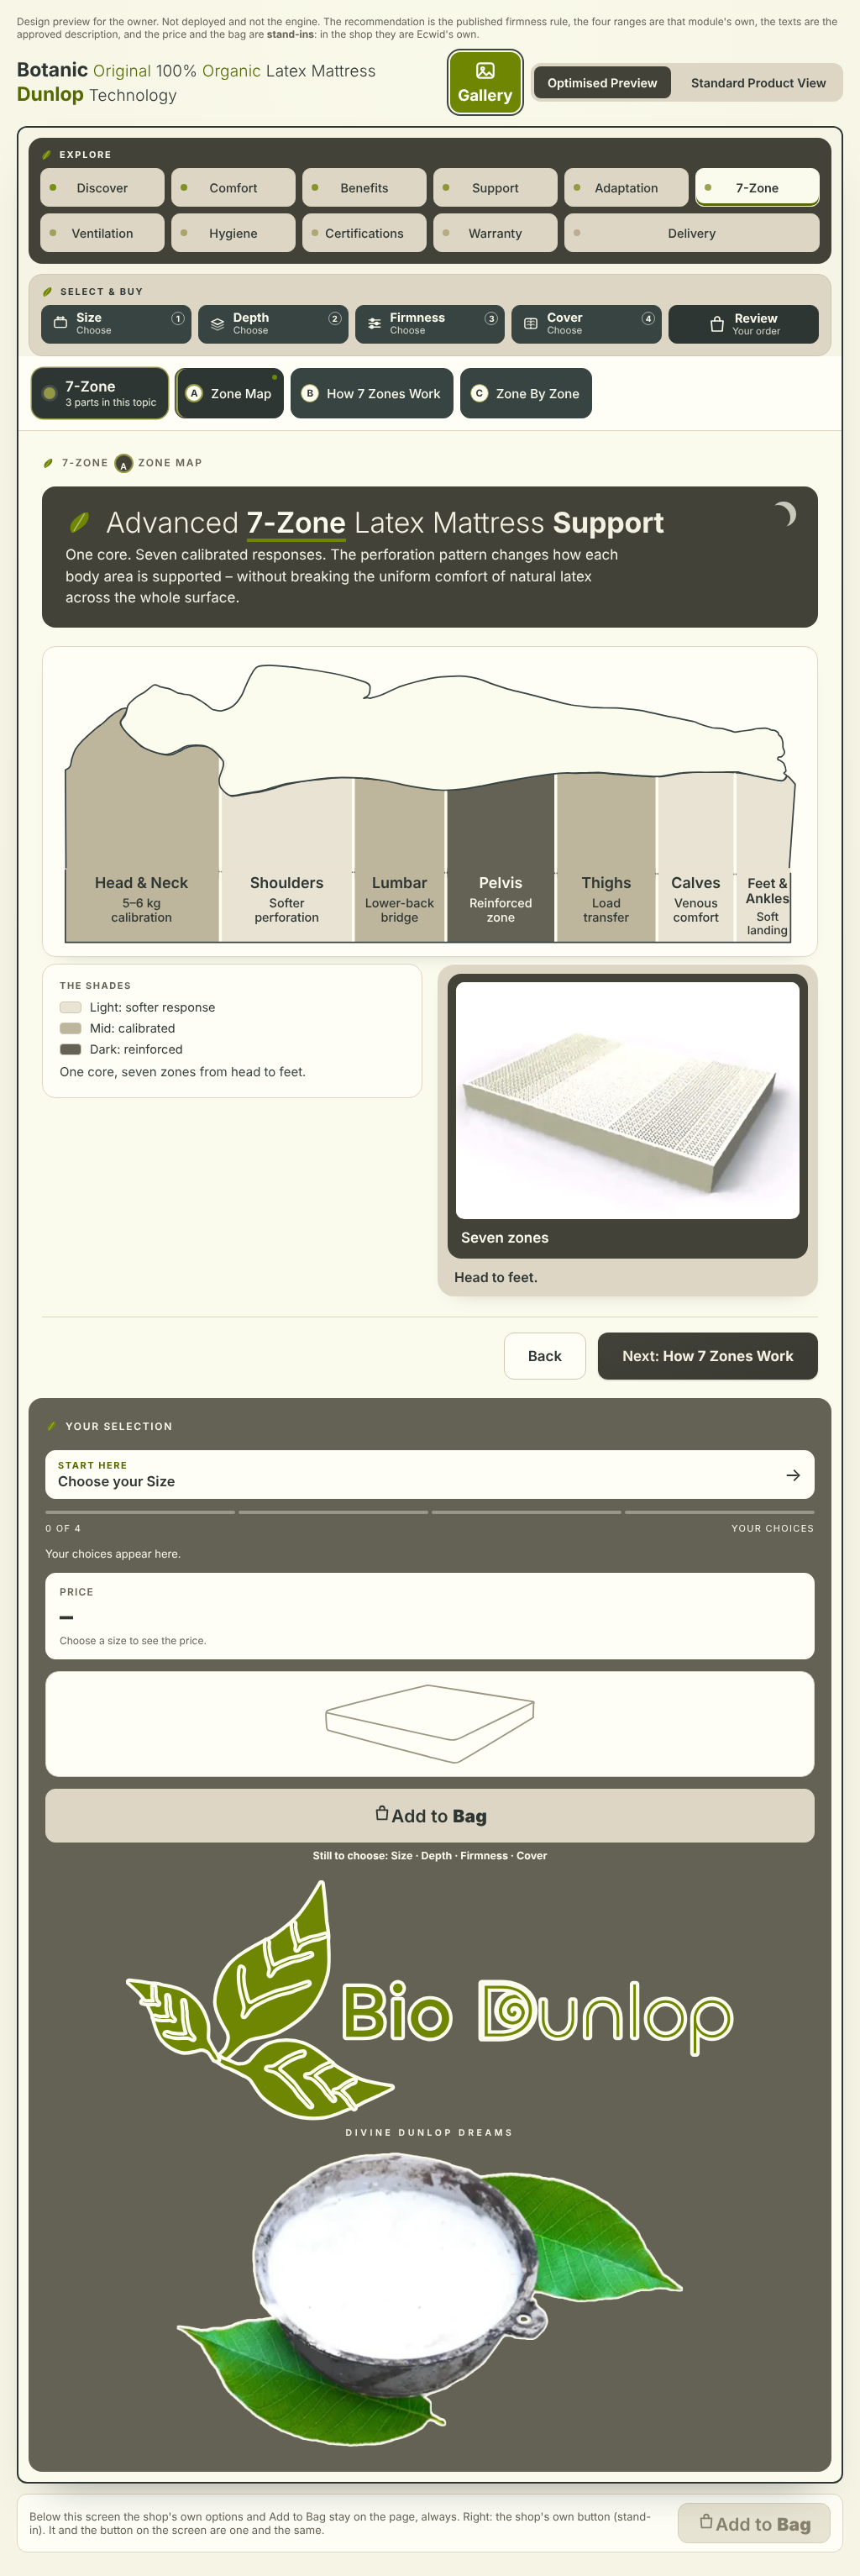 Design preview for the owner. Not deployed and not the engine. The recommendation is the published firmness rule, the four ranges are that module's own, the texts are the
approved description, and the price and the bag are stand-ins: in the shop they are Ecwid's own.
Botanic Original 100% Organic Latex Mattress
Dunlop Technology
Gallery
Optimised Preview
Standard Product View
EXPLORE
Discover
Comfort
Benefits
Support
Adaptation
7-Zone
Ventilation
Hygiene
Certifications
Warranty
Delivery
SELECT & BUY
Size
Choose
1
Depth
Choose
2
Firmness
Choose
3
Cover
Choose
4
Review
Your order
7-Zone
3 parts in this topic
A Zone Map
B How 7 Zones Work
C Zone By Zone
7-ZONE A ZONE MAP
Advanced 7-Zone Latex Mattress Support
One core. Seven calibrated responses. The perforation pattern changes how each
body area is supported – without breaking the uniform comfort of natural latex
across the whole surface.
Head & Neck
5–6 kg
calibration
Shoulders
Softer
perforation
Lumbar
Lower-back
bridge
Pelvis
Reinforced
zone
Thighs
Load
transfer
Calves
Venous
comfort
Feet &
Ankles
Soft
landing
THE SHADES
Light: softer response
Mid: calibrated
Dark: reinforced
One core, seven zones from head to feet.
Seven zones
Head to feet.
Back
Next: How 7 Zones Work
YOUR SELECTION
START HERE
Choose your Size
0 OF 4
YOUR CHOICES
Your choices appear here.
PRICE
–
Choose a size to see the price.
Add to Bag
Still to choose: Size · Depth · Firmness · Cover
Bio Dunlop
DIVINE DUNLOP DREAMS
Below this screen the shop's own options and Add to Bag stay on the page, always. Right: the shop's own button (stand-
in). It and the button on the screen are one and the same.
Add to Bag